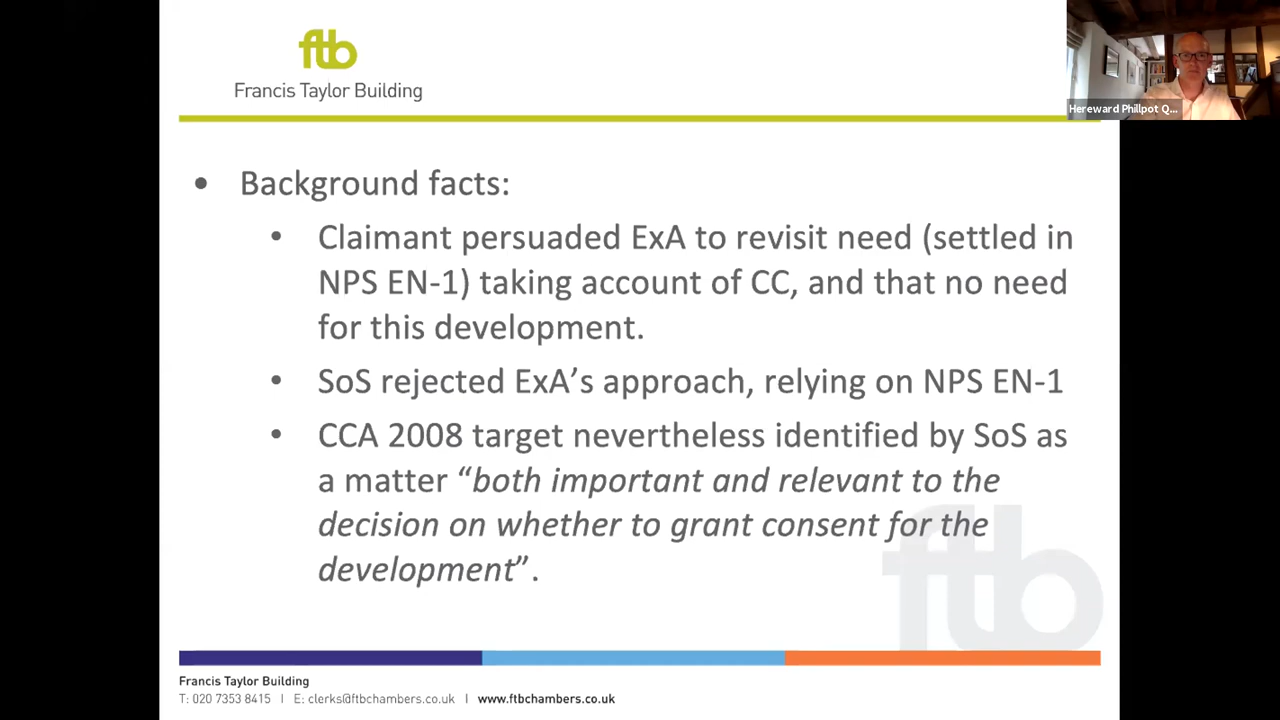 ftb
Francis Taylor Building
Hereward Phillpot Q...
• Background facts:
• Claimant persuaded ExA to revisit need (settled in
NPS EN-1) taking account of CC, and that no need
for this development.
• SoS rejected ExA’s approach, relying on NPS EN-1
• CCA 2008 target nevertheless identified by SoS as
a matter “both important and relevant to the
decision on whether to grant consent for the
development”.
ftb
Francis Taylor Building
T: 020 7353 8415 I E: clerks@ftbchambers.co.uk I www.ftbchambers.co.uk